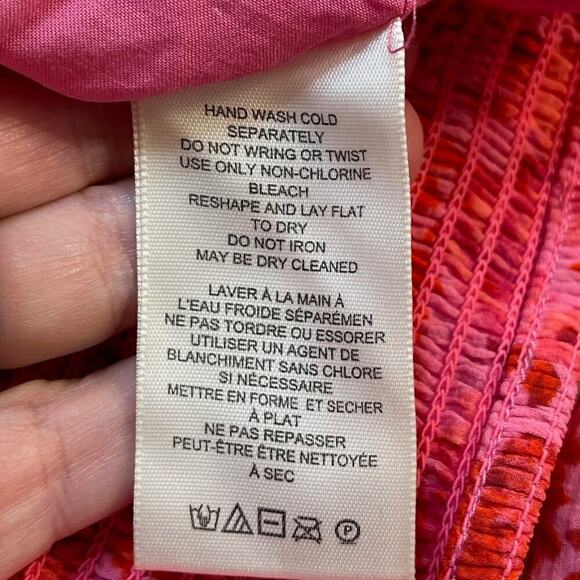 HAND WASH COLD
SEPARATELY
DO NOT WRING OR TWIST
USE ONLY NON-CHLORINE
BLEACH
RESHAPE AND LAY FLAT
TO DRY
DO NOT IRON
MAY BE DRY CLEANED
LAVER À LA MAIN À
L'EAU FROIDE SÉPARÉMEN
NE PAS TORDRE OU ESSORER
UTILISER UN AGENT DE
BLANCHIMENT SANS CHLORE
SI NÉCESSAIRE
METTRE EN FORME ET SECHER
À PLAT
NE PAS REPASSER
PEUT-ÊTRE ÊTRE NETTOYÉE
À SEC
P